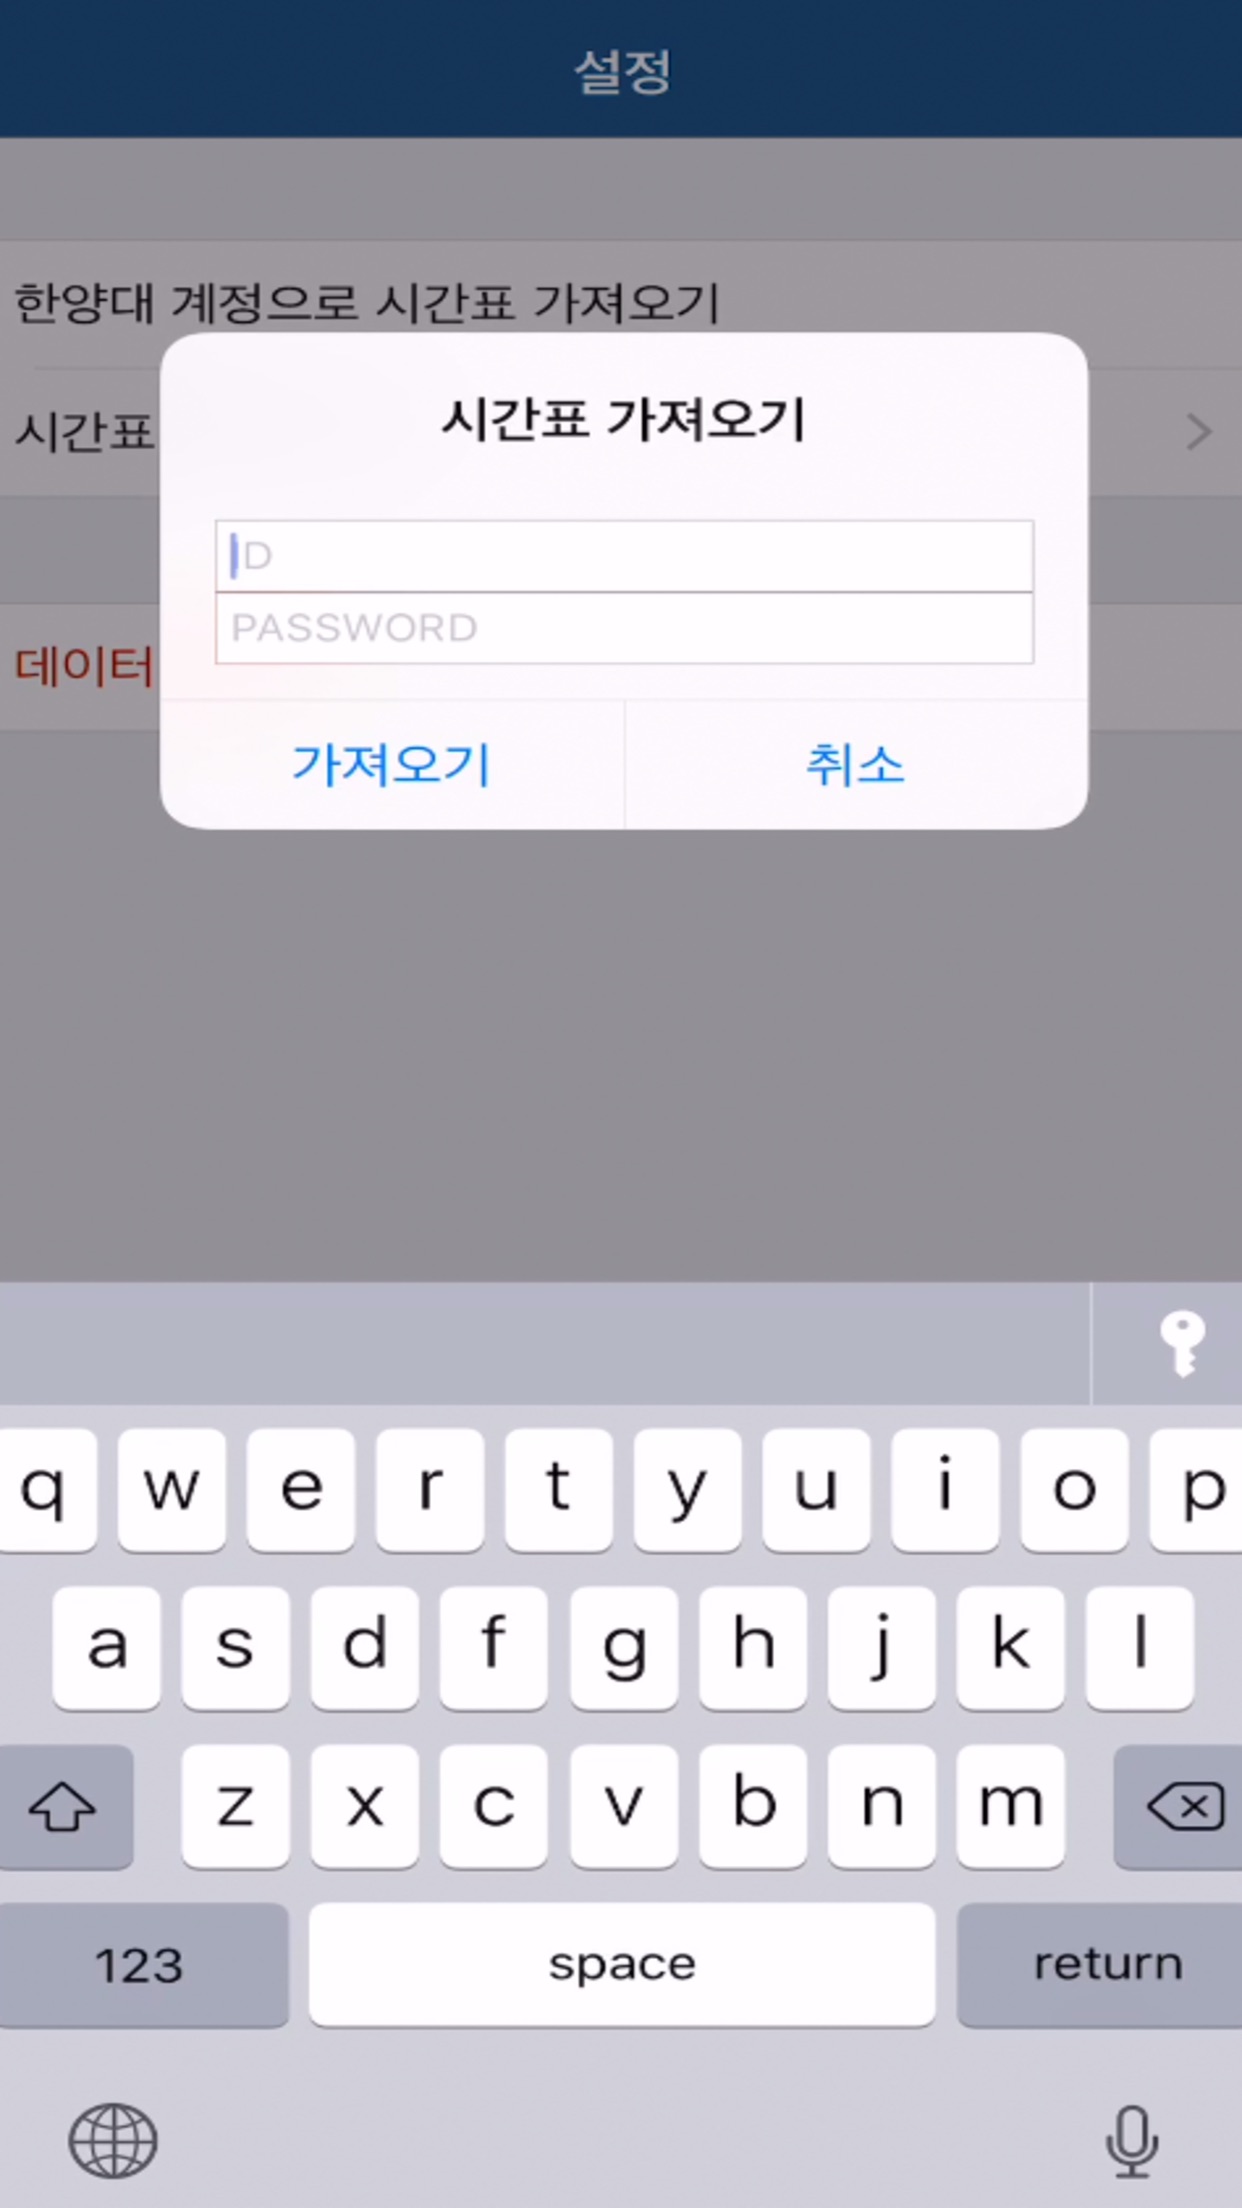 설정
한양대 계정으로 시간표 가져오기
시간표
시간표 가져오기
ID
PASSWORD
데이터
가져오기 취소
q w e r t y u i o p
a s d f g h j k l
z x c v b n m
123 space return